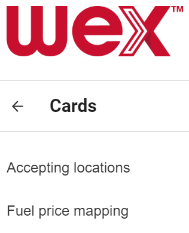 wex™
Cards
Accepting locations
Fuel price mapping